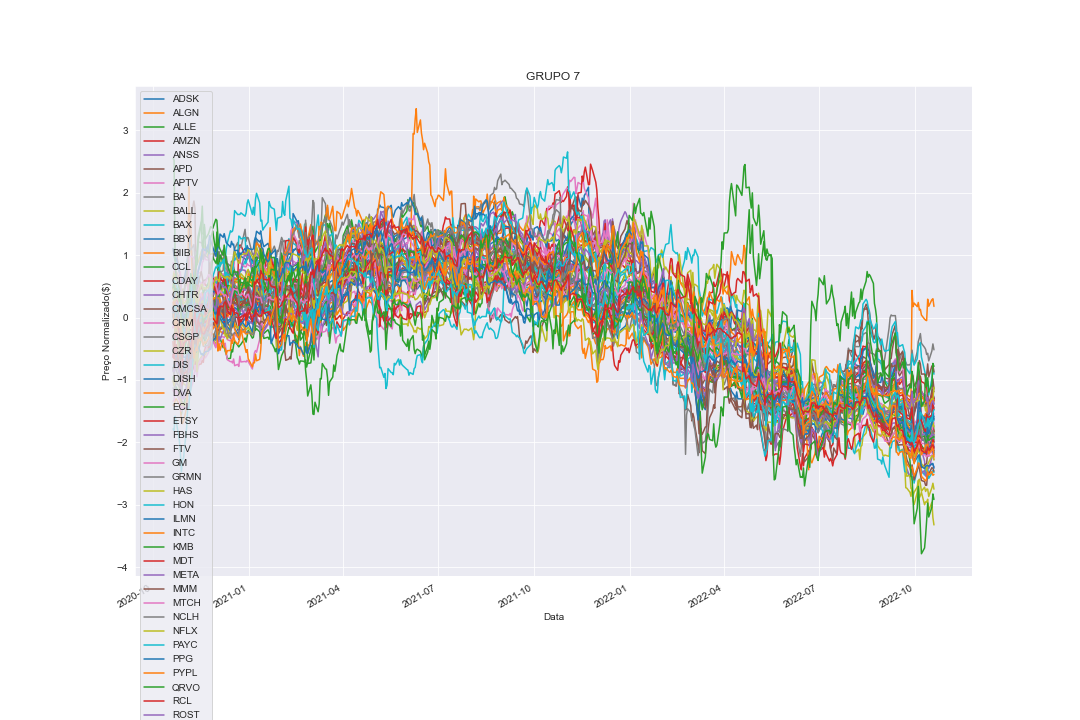 GRUPO 7
Preço Normalizado($)
3
2
1
0
−1
−2
−3
−4
ADSK
ALGN
ALLE
AMZN
ANSS
APD
APTV
BA
BALL
BAX
BBY
BIIB
CCL
CDAY
CHTR
CMCSA
CRM
CSGP
CZR
DIS
DISH
DVA
ECL
ETSY
FBHS
FTV
GM
GRMN
HAS
HON
ILMN
INTC
KMB
MDT
META
MMM
MTCH
NCLH
NFLX
PAYC
PPG
PYPL
QRVO
RCL
ROST
2020-10
2021-01
2021-04
2021-07
2021-10
2022-01
2022-04
2022-07
2022-10
Data